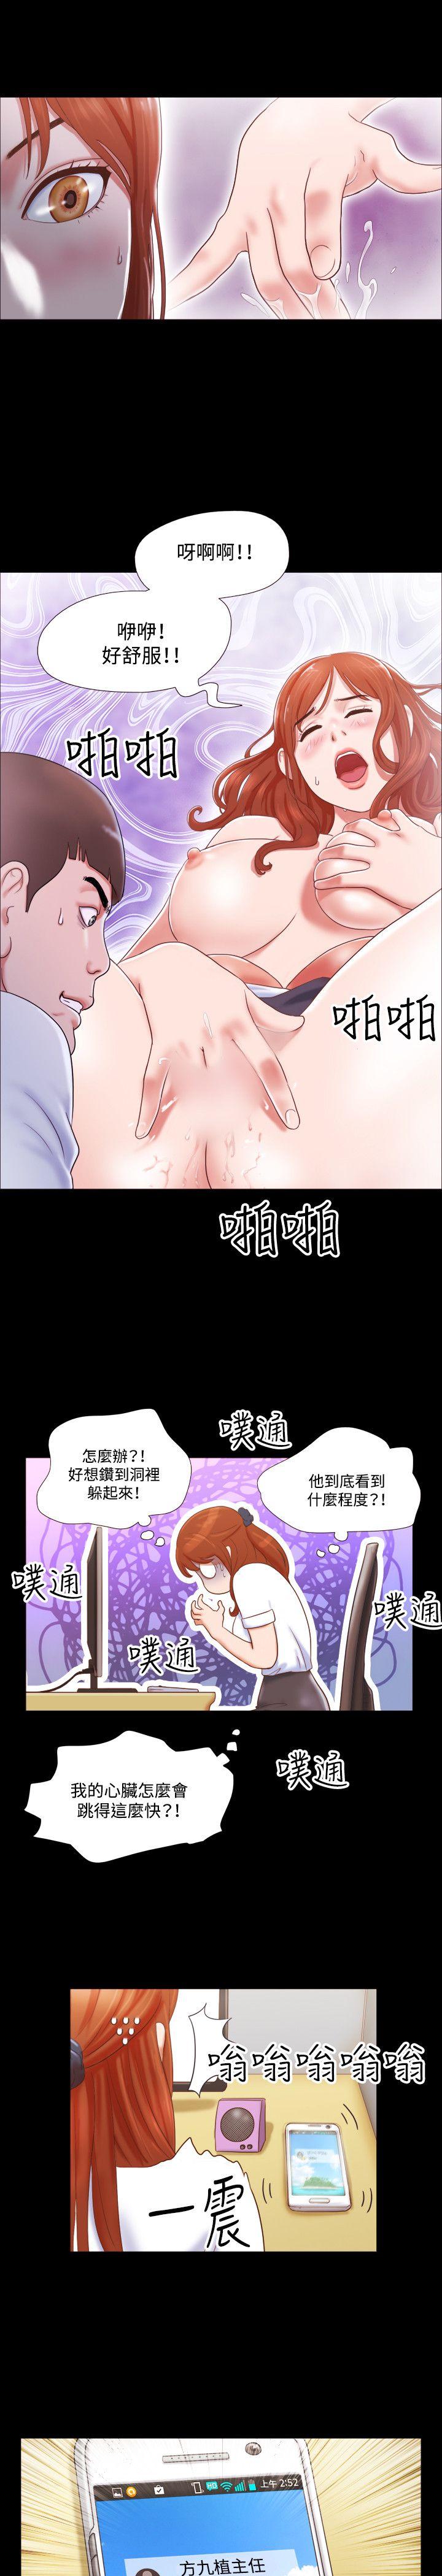 呀啊啊!!
咿咿!
好舒服!!
啪啪
啪啪
啪啪
噗通
怎麼辦?!
好想鑽到洞裡
躲起來!
他到底看到
什麼程度?!
噗通
噗通
噗通
噗通
我的心臟怎麼會
跳得這麼快?!
嗡嗡嗡嗡嗡
一震
上午 2:52
方九植主任